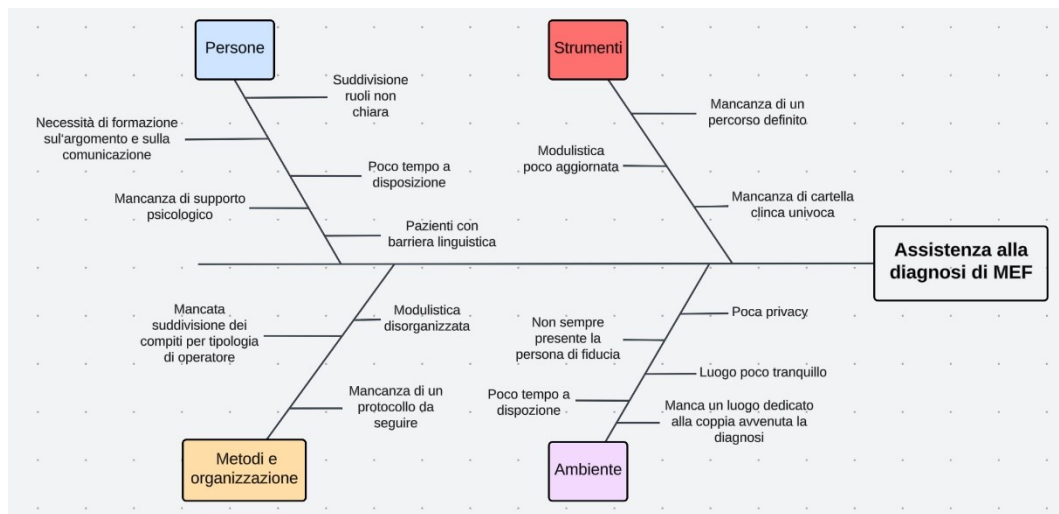 Persone
Suddivisione
ruoli non
chiara
Necessità di formazione
sul'argomento e sulla
comunicazione
Poco tempo a
disposizione
Mancanza di supporto
psicologico
Pazienti con
barriera linguistica
Strumenti
Mancanza di un
percorso definito
Modulistica
poco aggiornata
Mancanza di cartella
clinca univoca
Assistenza alla
diagnosi di MEF
Mancata
suddivisione dei
compiti per tipologia
di operatore
Modulistica
disorganizzata
Mancanza di un
protocollo da
seguire
Metodi e
organizzazione
Poca privacy
Non sempre
presente la
persona di fiducia
Luogo poco tranquillo
Poco tempo a
dispozione
Manca un luogo dedicato
alla coppia avvenuta la
diagnosi
Ambiente